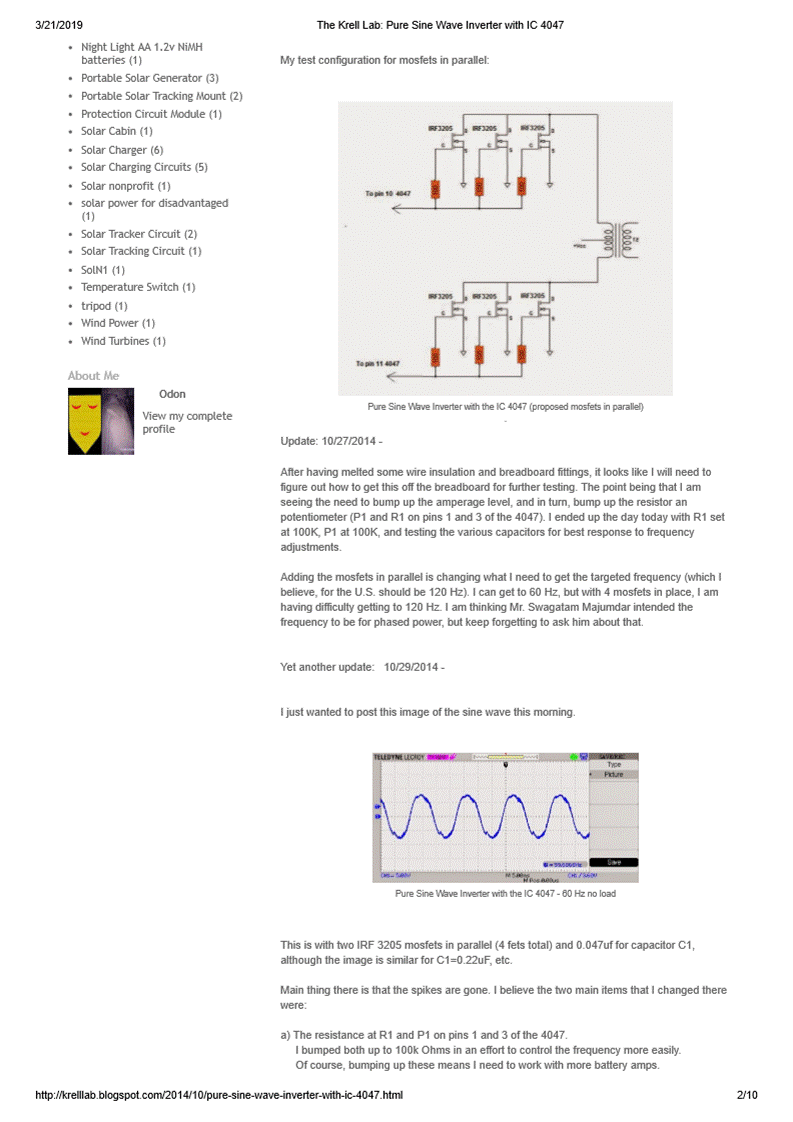 3/21/2019
The Krell Lab: Pure Sine Wave Inverter with IC 4047
Night Light AA 1.2v NiMH
batteries (1)
Portable Solar Generator (3)
Portable Solar Tracking Mount (2)
Protection Circuit Module (1)
Solar Cabin (1)
Solar Charger (6)
Solar Charging Circuits (5)
Solar nonprofit (1)
solar power for disadvantaged
(1)
Solar Tracker Circuit (2)
Solar Tracking Circuit (1)
SolN1 (1)
Temperature Switch (1)
tripod (1)
Wind Power (1)
Wind Turbines (1)
About Me
Odon
View my complete
profile
My test configuration for mosfets in parallel:
IRF3205 IRF3205 IRF3205
To pin 10 4047
+Vcc
T2
IRF3205 IRF3205 IRF3205
To pin 11 4047
Pure Sine Wave Inverter with the IC 4047 (proposed mosfets in parallel)
Update: 10/27/2014 -
After having melted some wire insulation and breadboard fittings, it looks like I will need to
figure out how to get this off the breadboard for further testing. The point being that I am
seeing the need to bump up the amperage level, and in turn, bump up the resistor an
potentiometer (P1 and R1 on pins 1 and 3 of the 4047). I ended up the day today with R1 set
at 100K, P1 at 100K, and testing the various capacitors for best response to frequency
adjustments.
Adding the mosfets in parallel is changing what I need to get the targeted frequency (which I
believe, for the U.S. should be 120 Hz). I can get to 60 Hz, but with 4 mosfets in place, I am
having difficulty getting to 120 Hz. I am thinking Mr. Swagatam Majumdar intended the
frequency to be for phased power, but keep forgetting to ask him about that.
Yet another update: 10/29/2014 -
I just wanted to post this image of the sine wave this morning.
TELEDYNE LECROY
SAVE/REC
Type
Picture
Save
CH1= 5.00V
M 5.00ms
M Pos:0.00us
Pure Sine Wave Inverter with the IC 4047 - 60 Hz no load
This is with two IRF 3205 mosfets in parallel (4 fets total) and 0.047uf for capacitor C1,
although the image is similar for C1=0.22uF, etc.
Main thing there is that the spikes are gone. I believe the two main items that I changed there
were:
a) The resistance at R1 and P1 on pins 1 and 3 of the 4047.
I bumped both up to 100k Ohms in an effort to control the frequency more easily.
Of course, bumping up these means I need to work with more battery amps.
http://krelllab.blogspot.com/2014/10/pure-sine-wave-inverter-with-ic-4047.html
2/10